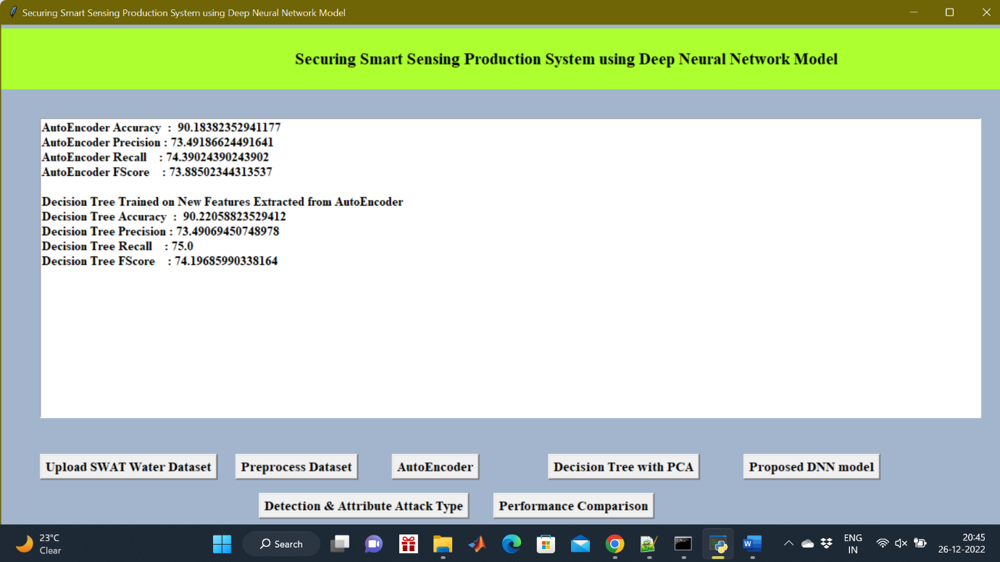 Securing Smart Sensing Production System using Deep Neural Network Model
Securing Smart Sensing Production System using Deep Neural Network Model
AutoEncoder Accuracy : 90.18382352941177
AutoEncoder Precision : 73.49186624491641
AutoEncoder Recall : 74.39024390243902
AutoEncoder FScore : 73.88502344313537
Decision Tree Trained on New Features Extracted from AutoEncoder
Decision Tree Accuracy : 90.22058823529412
Decision Tree Precision : 73.49069450748978
Decision Tree Recall : 75.0
Decision Tree FScore : 74.19685990338164
Upload SWAT Water Dataset
Preprocess Dataset
AutoEncoder
Decision Tree with PCA
Proposed DNN model
Detection & Attribute Attack Type
Performance Comparison
23°C
Clear
Search
ENG
IN
20:45
26-12-2022